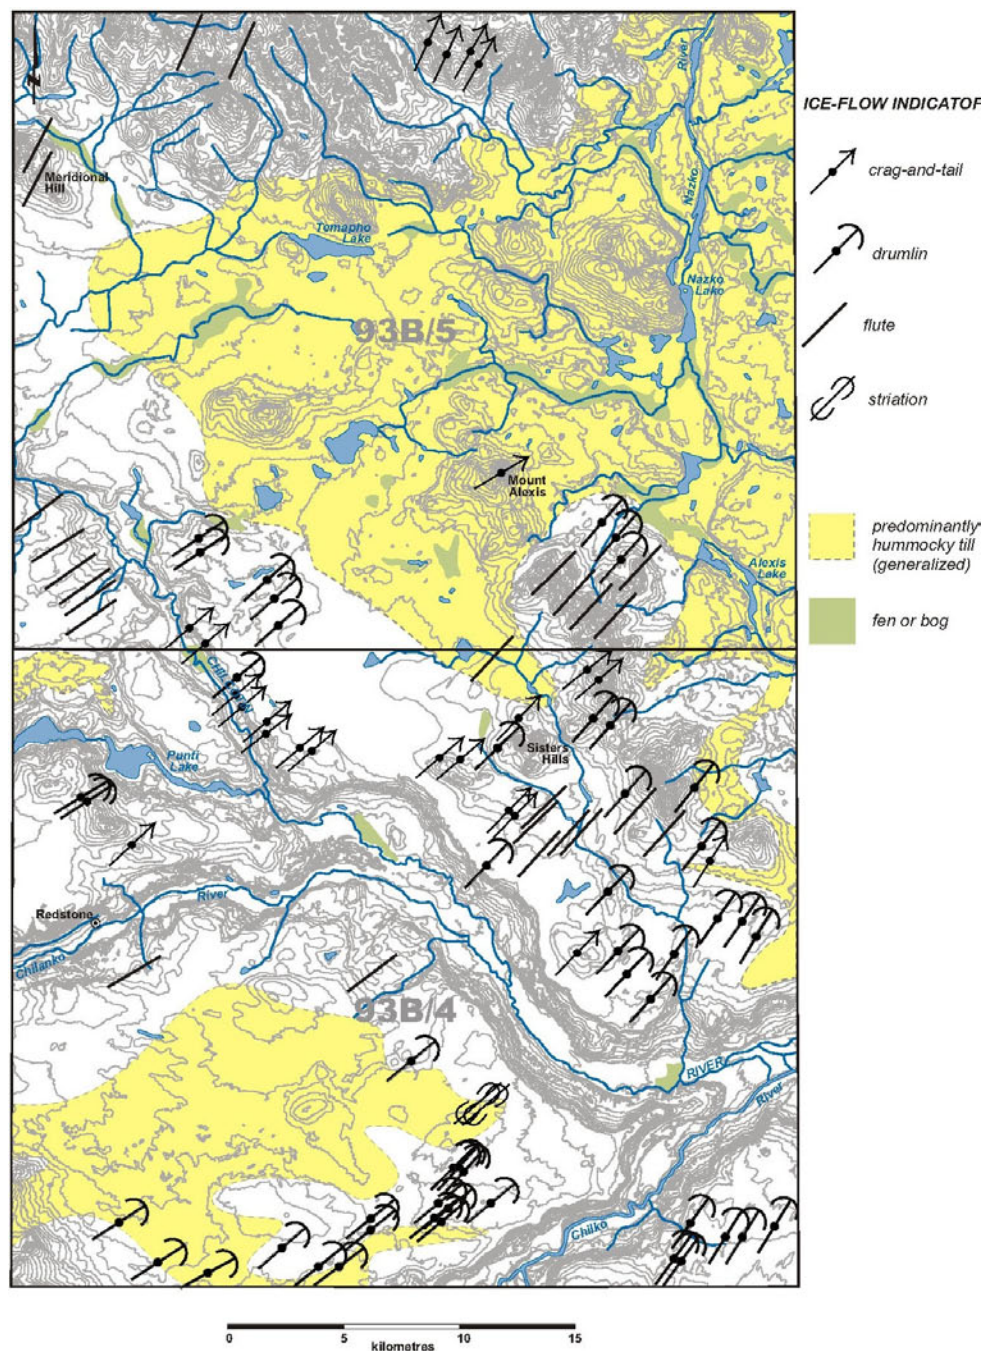 N
River
ICE-FLOW INDICATOR
crag-and-tail
Meridional
Hill
Nazko
Temapho
Lake
drumlin
Nazko
Lake
93B/5
flute
striation
Mount
Alexis
predominantly
hummocky till
(generalized)
Alexis
Lake
fen or bog
Punti
Lake
Sisters
Hills
Redstone
River
Chilanko
93B/4
RIVER
River
Chilko
0
5
10
15
kilometres